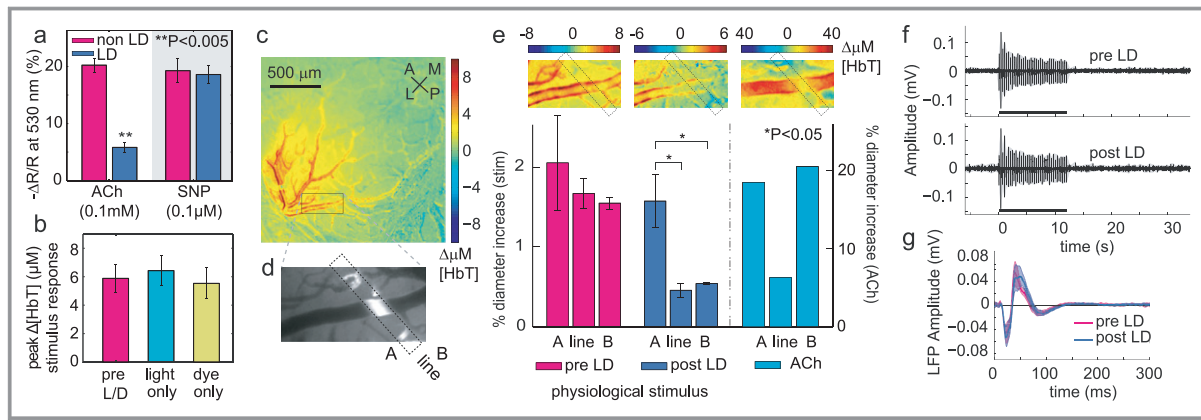 a
non LD
LD
**P<0.005
-ΔR/R at 530 nm (%)
20
10
0
**
ACh
(0.1mM)
SNP
(0.1µM)
b
peak Δ[HbT] (µM)
stimulus response
8
6
4
2
0
pre
L/D
light
only
dye
only
c
500 µm
A M
L P
8
4
0
−4
−8
ΔµM
[HbT]
d
A
line
B
e
−8 0 8
−6 0 6
40 0 40
ΔµM
[HbT]
*P<0.05
*
*
% diameter increase (stim)
2
1
0
% diameter increase (ACh)
20
10
0
A line B
A line B
A line B
pre LD
post LD
ACh
physiological stimulus
f
Amplitude (mV)
0.1
0
−0.1
pre LD
0.1
0
−0.1
post LD
0 10 20 30
time (s)
g
LFP Amplitude (mV)
0.08
0.04
0
−0.04
−0.08
pre LD
post LD
0 100 200 300
time (ms)